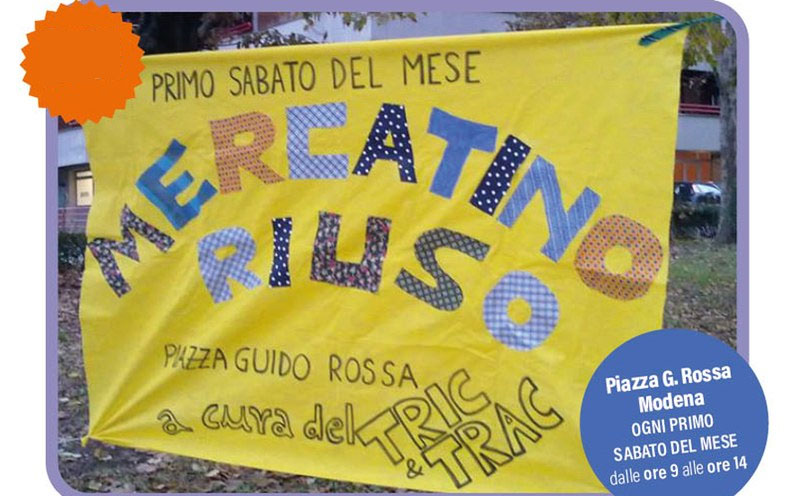 PRIMO SABATO DEL MESE
MERCATINO
RIUSO
PIAZZA GUIDO ROSSA
a cura del TRIC
& TRAC
Piazza G. Rossa
Modena
OGNI PRIMO
SABATO DEL MESE
dalle ore 9 alle ore 14